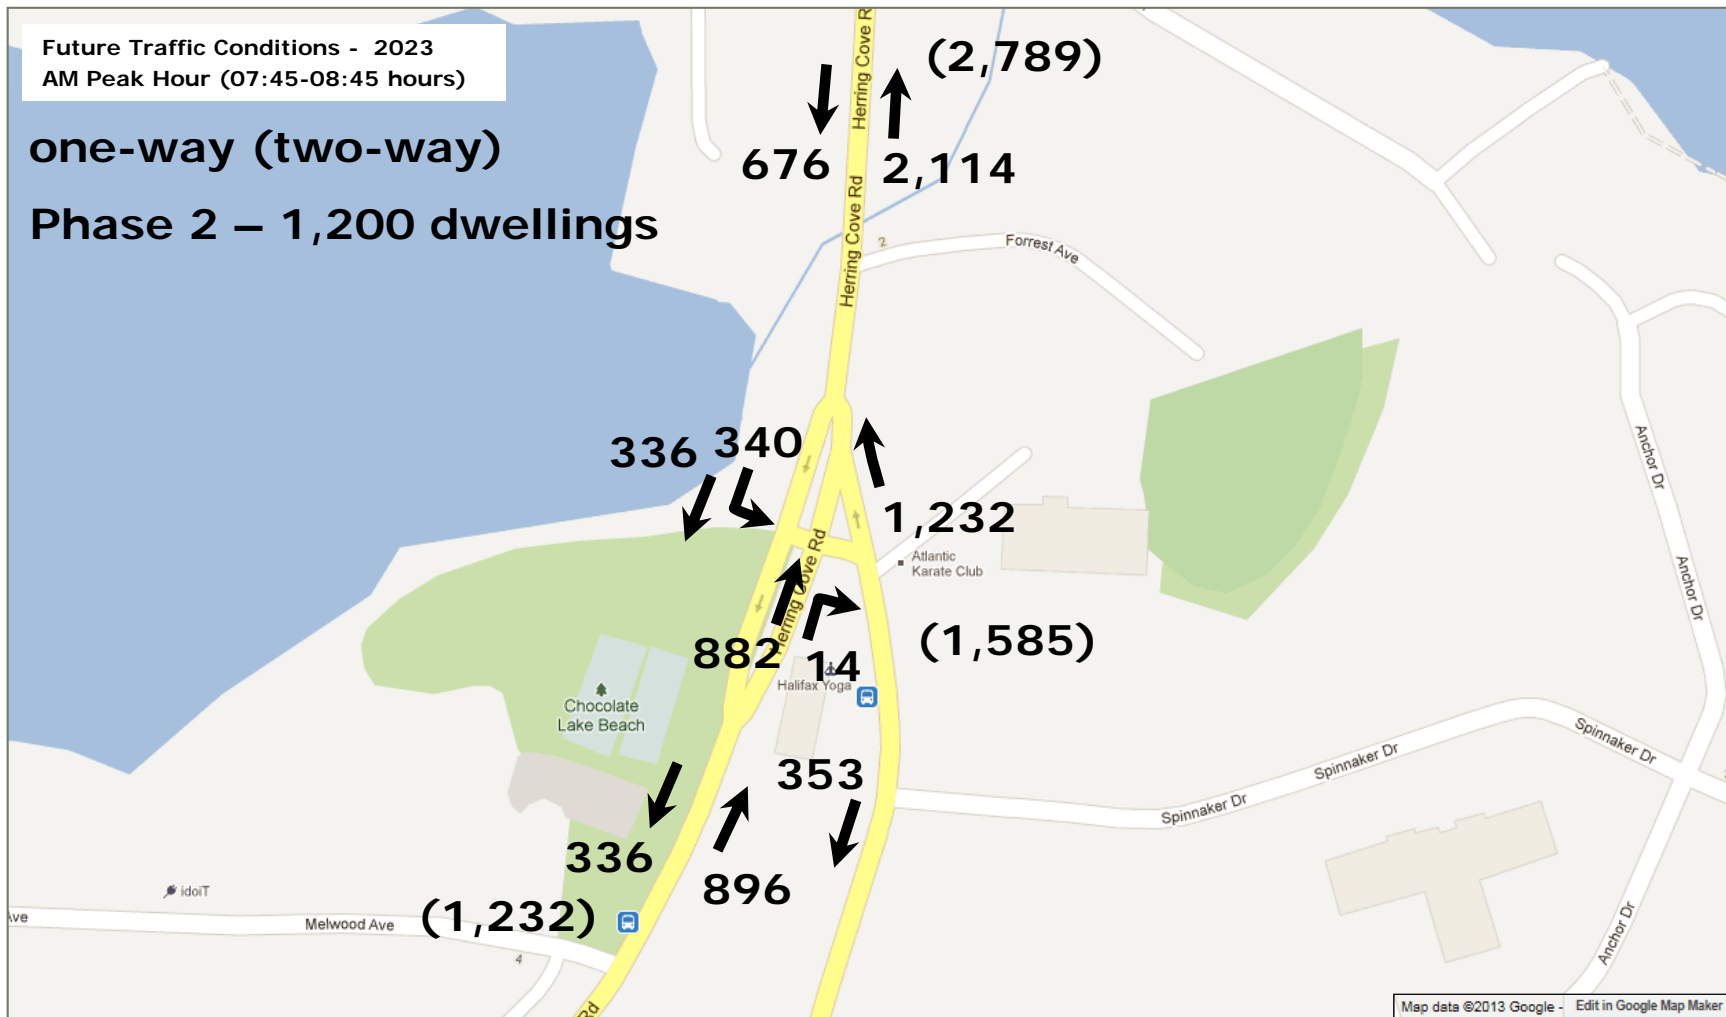 Future Traffic Conditions - 2023
AM Peak Hour (07:45-08:45 hours)
one-way (two-way)
Phase 2 – 1,200 dwellings
Herring Cove R
(2,789)
676
2,114
Herring Cove Rd
2
Forrest Ave
336
340
1,232
Atlantic
Karate Club
Herring Cove Rd
882
14
(1,585)
Halifax Yoga
Chocolate
Lake Beach
353
336
896
(1,232)
idoiT
Ave
Melwood Ave
4
Rd
Spinnaker Dr
Spinnaker Dr
Spinnaker Dr
Anchor Dr
Anchor Dr
Anchor Dr
Map data ©2013 Google -
Edit in Google Map Maker